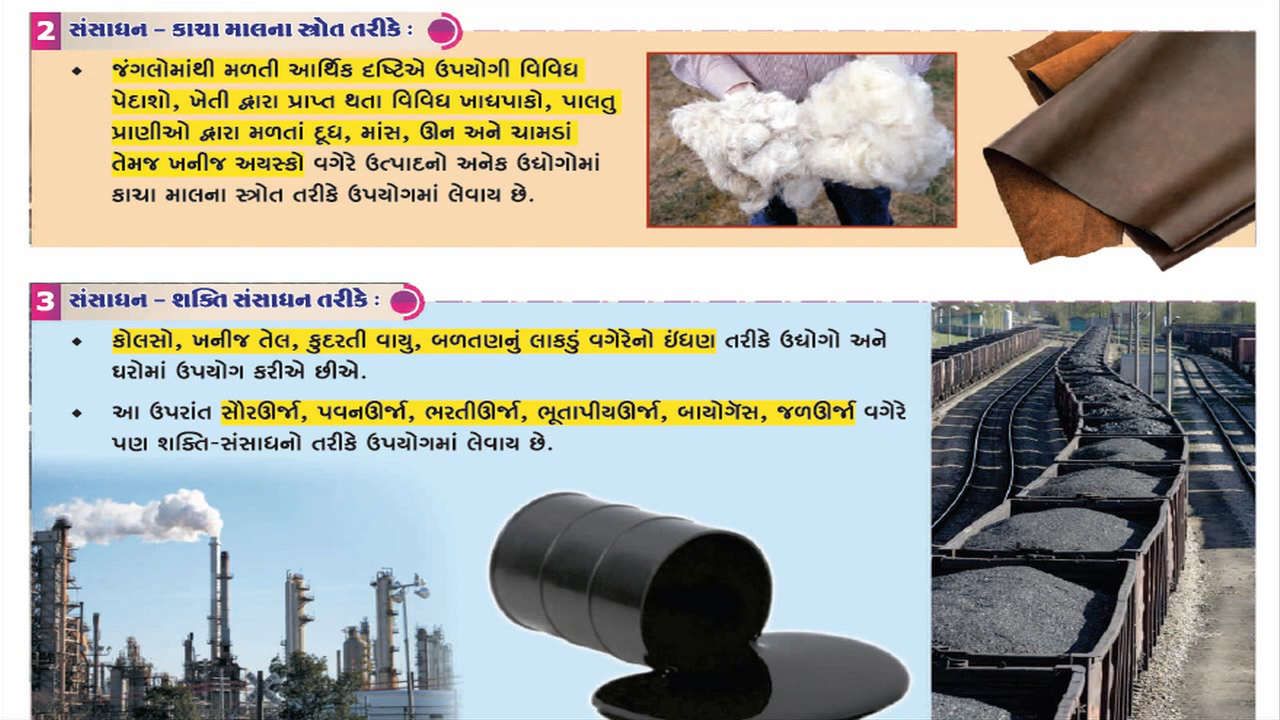 2 સંસાધન – કાચા માલના સ્ત્રોત તરીકે :
◆ જંગલોમાંથી મળતી આર્થિક દૃષ્ટિએ ઉપયોગી વિવિધ
પેદાશો, ખેતી દ્વારા પ્રાપ્ત થતા વિવિધ ખાદ્યપાકો, પાલતુ
પ્રાણીઓ દ્વારા મળતાં દૂધ, માંસ, ઊન અને ચામડાં
તેમજ ખનીજ અયસ્કો વગેરે ઉત્પાદનો અનેક ઉદ્યોગોમાં
કાચા માલના સ્ત્રોત તરીકે ઉપયોગમાં લેવાય છે.
3 સંસાધન – શક્તિ સંસાધન તરીકે :
◆ કોલસો, ખનીજ તેલ, કુદરતી વાયુ, બળતણનું લાકડું વગેરેનો ઈંધણ તરીકે ઉદ્યોગો અને
ઘરોમાં ઉપયોગ કરીએ છીએ.
◆ આ ઉપરાંત સૌરઊર્જા, પવનઊર્જા, ભરતીઊર્જા, ભૂતાપીયઊર્જા, બાયોગૅસ, જળઊર્જા વગેરે
પણ શક્તિ-સંસાધનો તરીકે ઉપયોગમાં લેવાય છે.